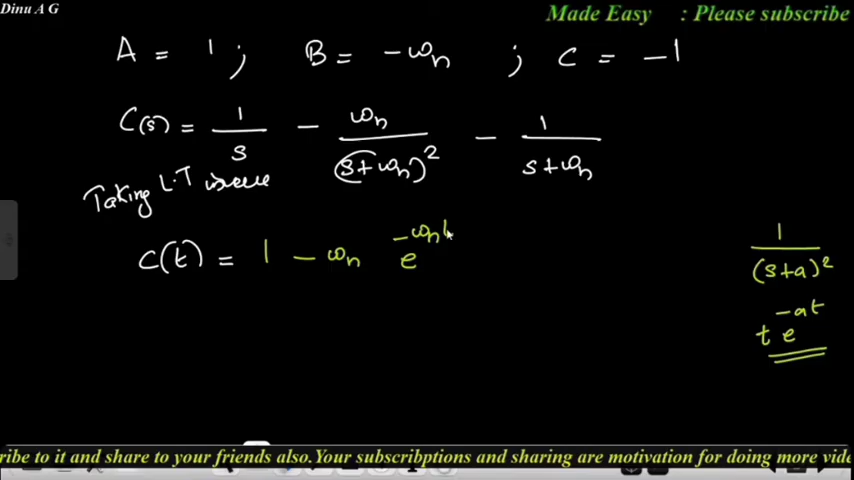 Dinu A G
Made Easy : Please subscribe
A = 1 ; B = -ωn ; C = -1
C(s) = 1/s - ωn/(s+ωn)² - 1/(s+ωn)
Taking L.T inverse
C(t) = 1 - ωn e^-ωnt
1/(s+a)²
t e^-at
ribe to it and share to your friends also.Your subscribptions and sharing are motivation for doing more vide